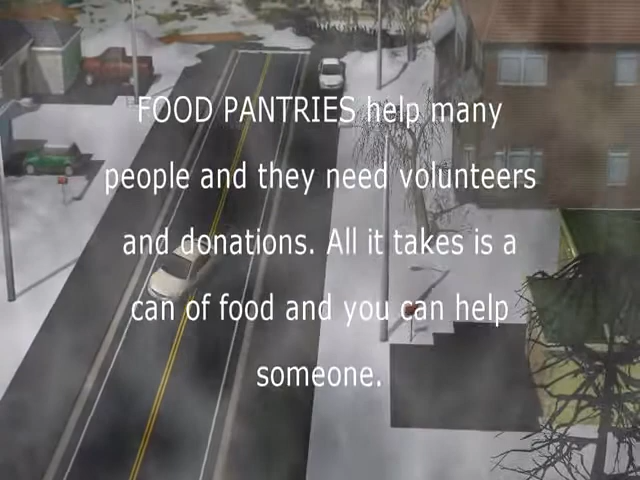 FOOD PANTRIES help many
people and they need volunteers
and donations. All it takes is a
can of food and you can help
someone.